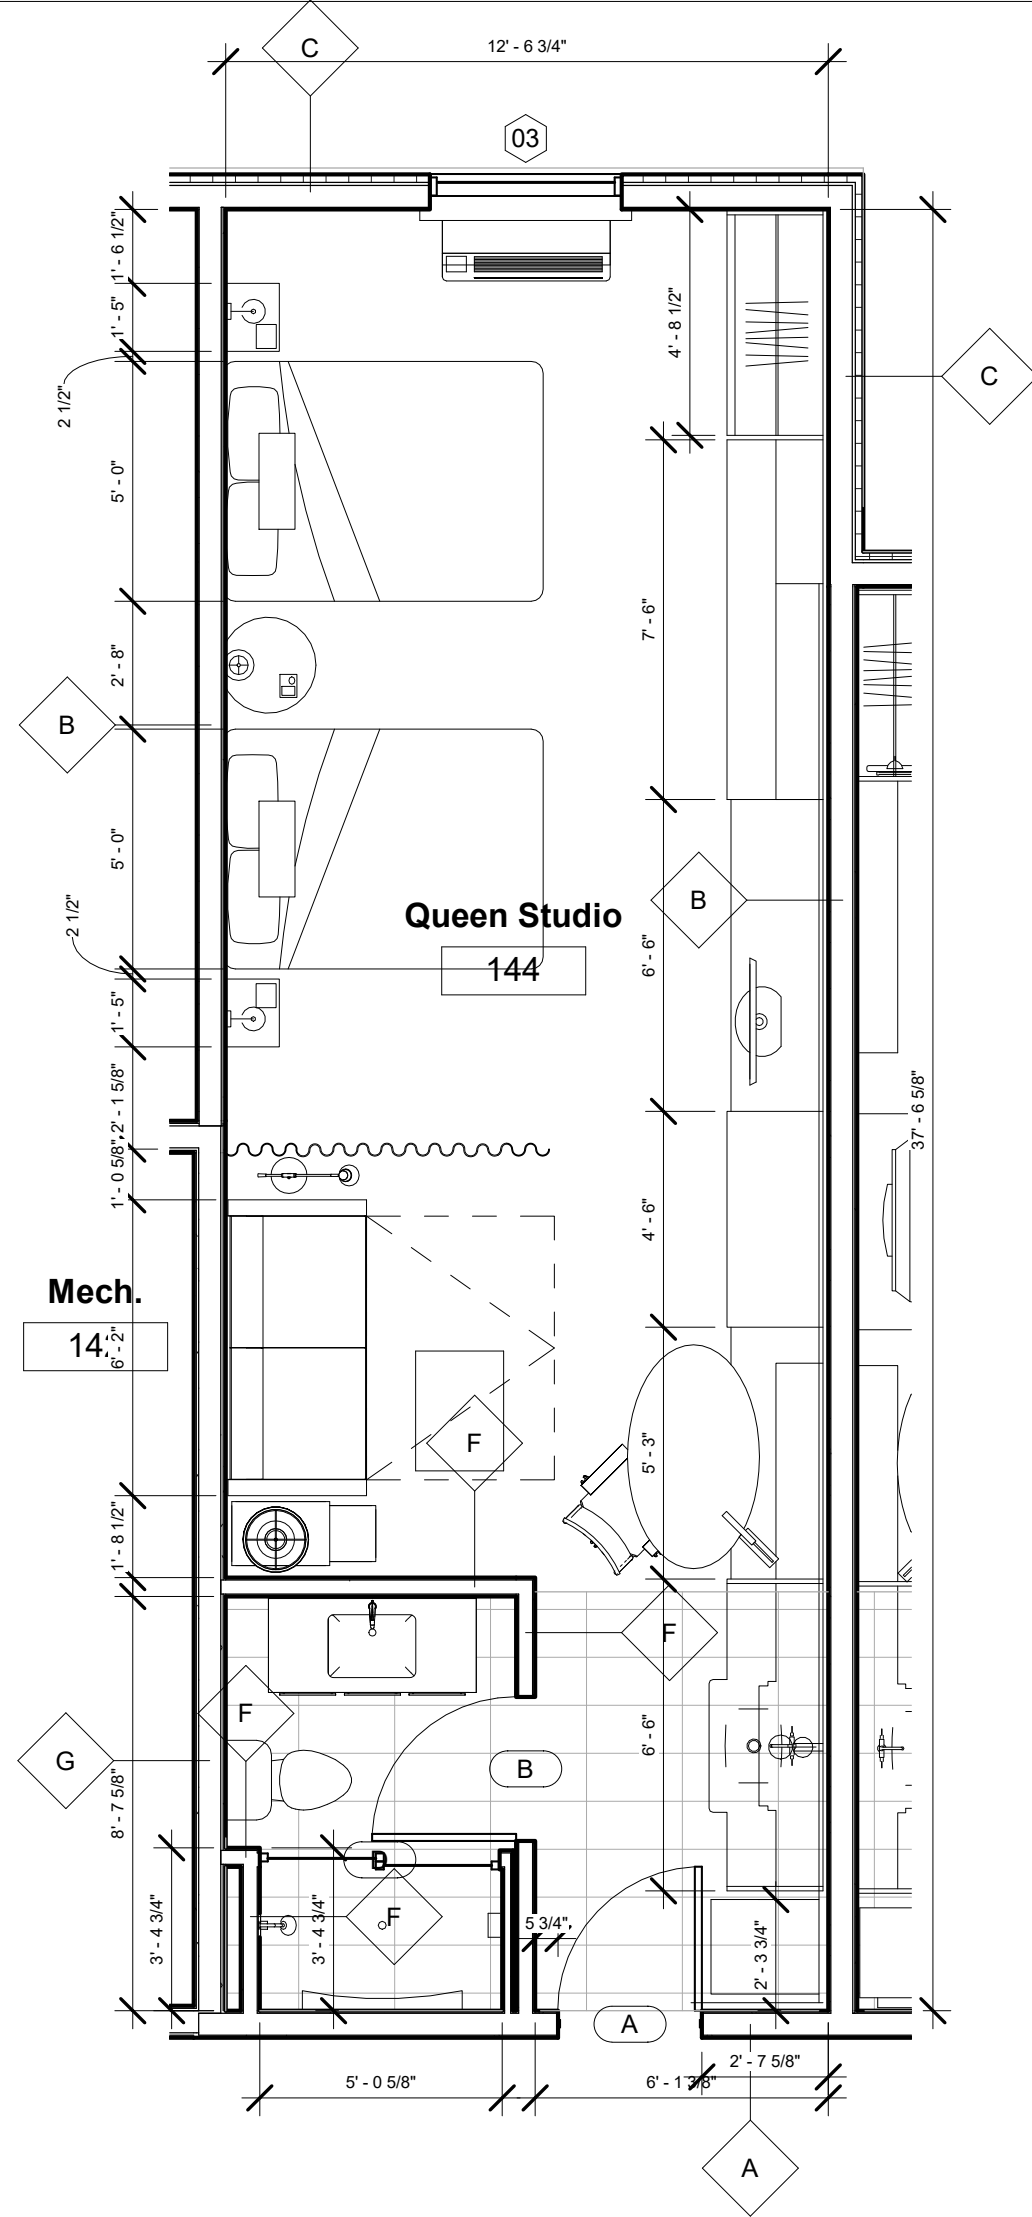 C
12' - 6 3/4"
03
1' - 6 1/2"
1' - 5"
4' - 8 1/2"
C
2 1/2"
5' - 0"
7' - 6"
2' - 8"
B
5' - 0"
B
Queen Studio
144
2 1/2"
6' - 6"
1' - 5"
2' - 1 5/8"
37' - 6 5/8"
1' - 0 5/8"
4' - 6"
Mech.
6' - 2"
F
5' - 3"
1' - 8 1/2"
F
F
G
B
6' - 6"
8' - 7 5/8"
3' - 4 3/4"
3' - 4 3/4"
F
5 3/4"
2' - 3 3/4"
A
2' - 7 5/8"
5' - 0 5/8"
6' - 1 3/8"
A